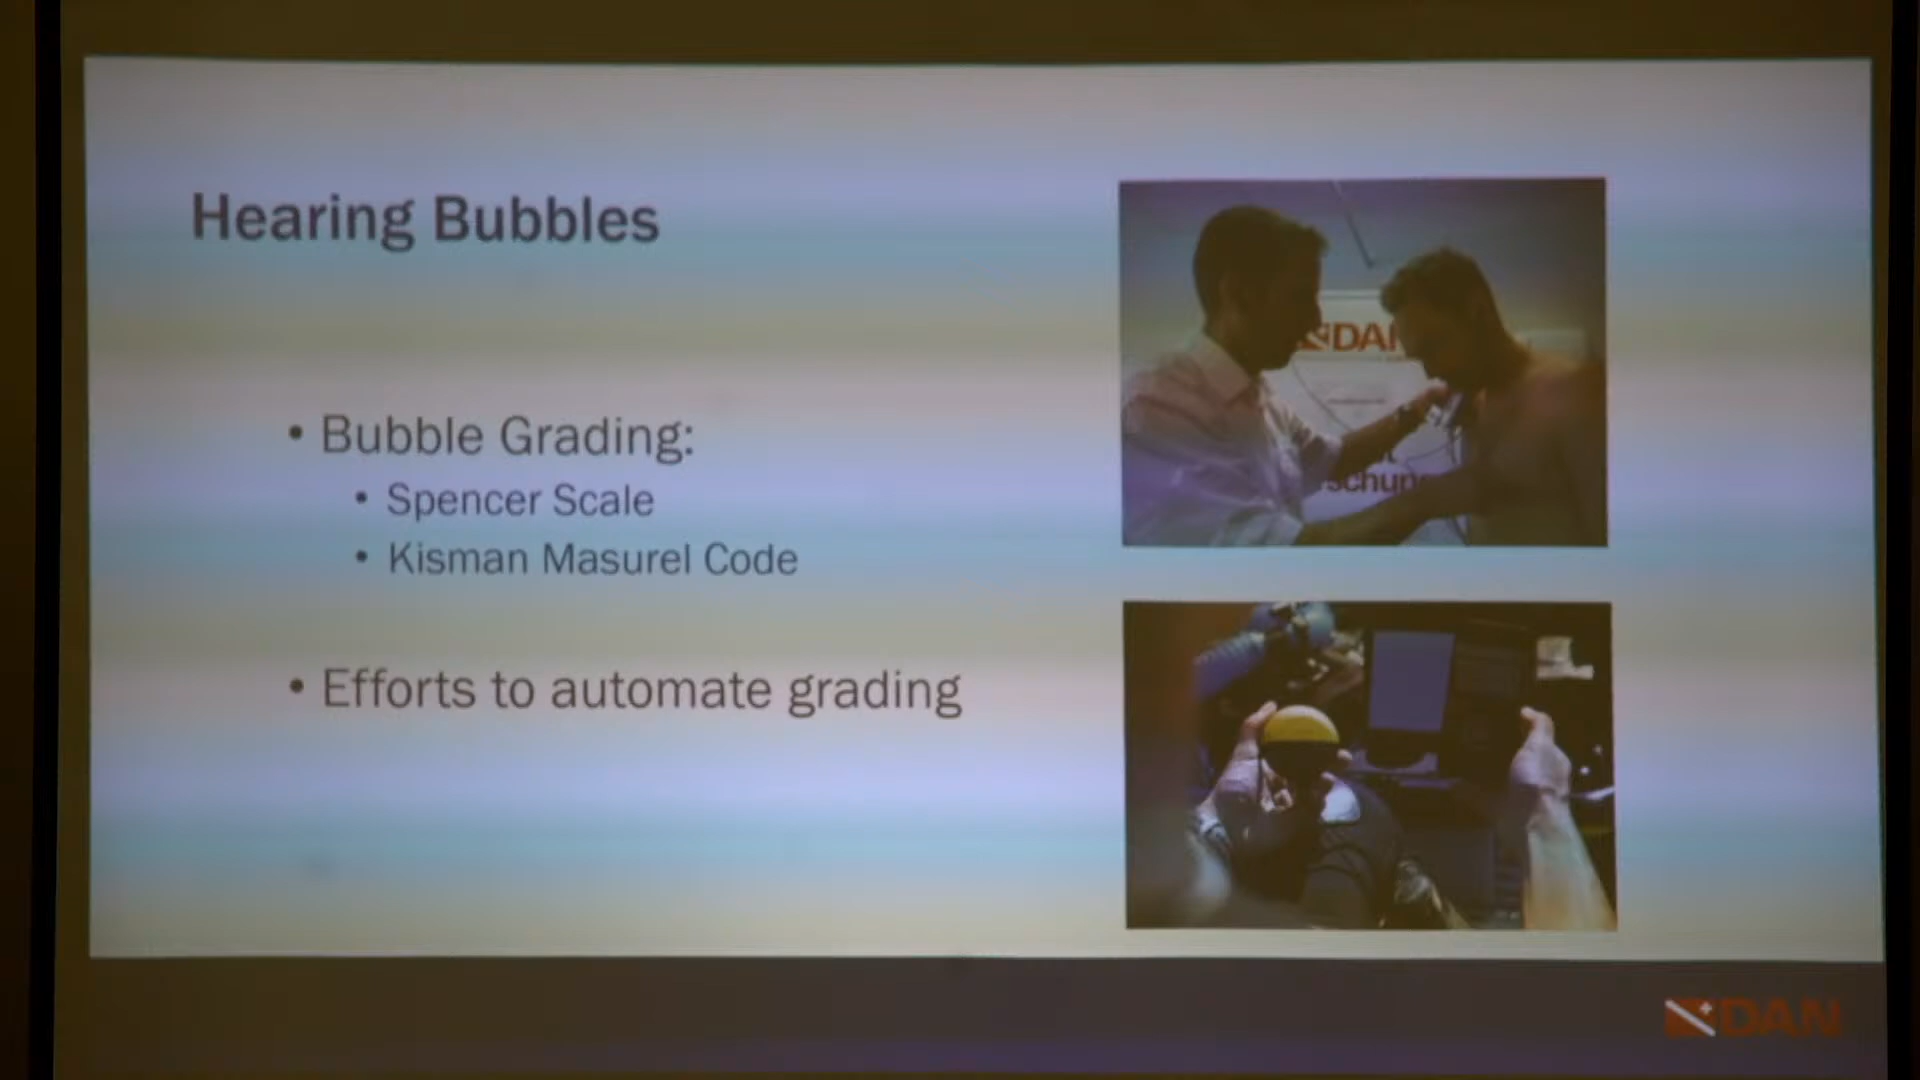 Hearing Bubbles
• Bubble Grading:
• Spencer Scale
• Kisman Masurel Code
• Efforts to automate grading
DAN
DAN